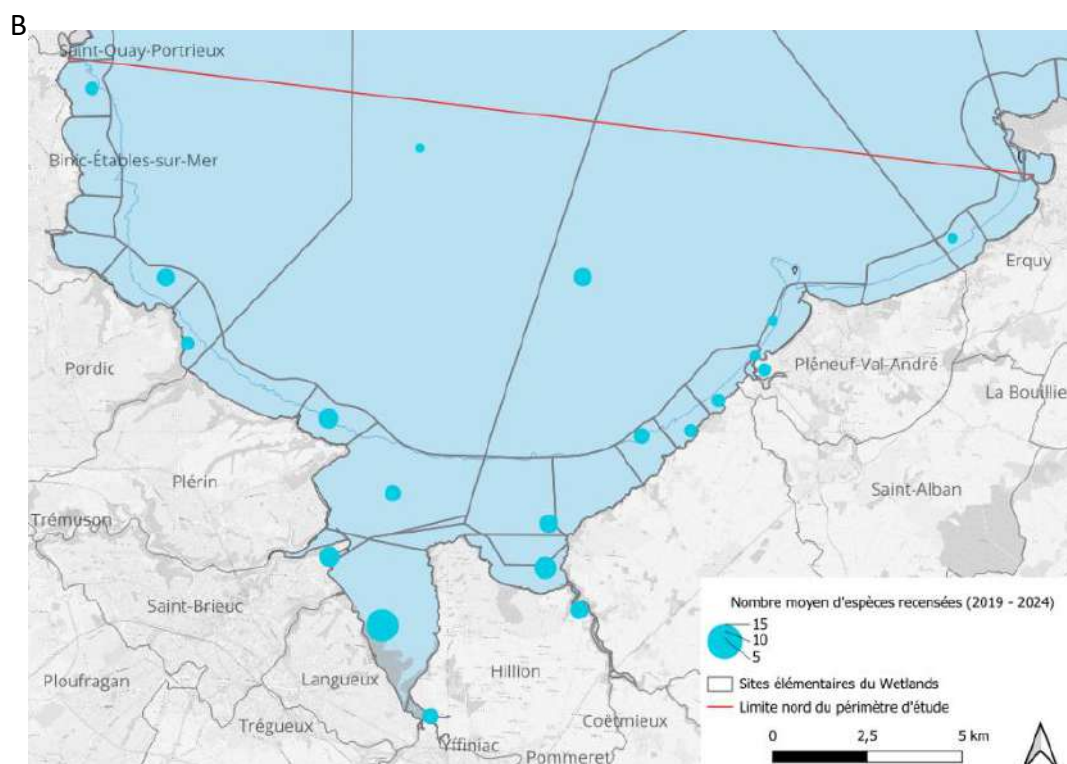 B
Saint-Quay-Portrieux
Binic-Étables-sur-Mer
Erquy
Pordic
Pléneuf-Val-André
La Bouillie
Plérin
Saint-Alban
Trémuson
Saint-Brieuc
Hillion
Ploufragan
Langueux
Trégueux
Yffiniac
Coëtmieux
Pommeret
Nombre moyen d'espèces recensées (2019 - 2024)
15
10
5
Sites élémentaires du Wetlands
Limite nord du périmètre d'étude
0 2,5 5 km